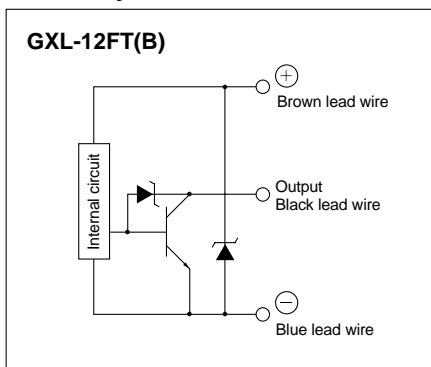 GXL-12FT(B)
Internal circuit
+
Brown lead wire
Output
Black lead wire
−
Blue lead wire